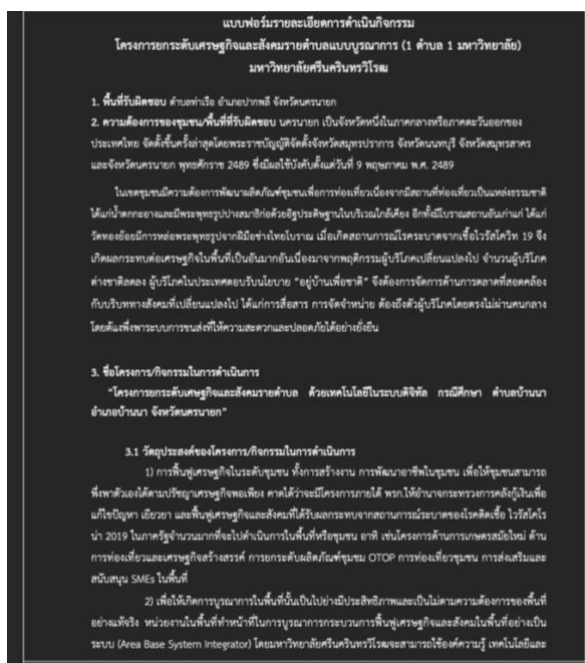 แบบฟอร์มรายละเอียดการดำเนินกิจกรรม
โครงการยกระดับเศรษฐกิจและสังคมรายตำบลแบบบูรณาการ (1 ตำบล 1 มหาวิทยาลัย)
มหาวิทยาลัยศรีนครินทรวิโรฒ
1. พื้นที่รับผิดชอบ ตำบลท่าเรือ อำเภอปากพลี จังหวัดนครนายก
2. ความต้องการของชุมชน/พื้นที่ที่รับผิดชอบ นครนายก เป็นจังหวัดหนึ่งในภาคกลางหรือภาคตะวันออกของ
ประเทศไทย จัดตั้งขึ้นครั้งล่าสุดโดยพระราชบัญญัติจัดตั้งจังหวัดสมุทรปราการ จังหวัดนนทบุรี จังหวัดสมุทรสาคร
และจังหวัดนครนายก พุทธศักราช 2489 ซึ่งมีผลใช้บังคับตั้งแต่วันที่ 9 พฤษภาคม พ.ศ. 2489
ในเขตชุมชนมีความต้องการพัฒนาผลิตภัณฑ์ชุมชนเพื่อการท่องเที่ยวเนื่องจากมีสถานที่ท่องเที่ยวเป็นแหล่งธรรมชาติ
ได้แก่น้ำตกกะอางและมีพระพุทธรูปปางสมาธิก่อด้วยอิฐประดิษฐานในบริเวณใกล้เคียง อีกทั้งมีโบราณสถานอันเก่าแก่ ได้แก่
วัดทองย้อยมีการหล่อพระพุทธรูปจากฝีมือช่างไทยโบราณ เมื่อเกิดสถานการณ์โรคระบาดจากเชื้อไวรัสโควิท 19 จึง
เกิดผลกระทบต่อเศรษฐกิจในพื้นที่เป็นอันมากอันเนื่องมาจากพฤติกรรมผู้บริโภคเปลี่ยนแปลงไป จำนวนผู้บริโภค
ต่างชาติลดลง ผู้บริโภคในประเทศตอบรับนโยบาย "อยู่บ้านเพื่อชาติ" จึงต้องการจัดการด้านการตลาดที่สอดคล้อง
กับบริบททางสังคมที่เปลี่ยนแปลงไป ได้แก่การสื่อสาร การจัดจำหน่าย ต้องถึงตัวผู้บริโภคโดยตรงไม่ผ่านคนกลาง
โดยต้นพึ่งพาระบบการขนส่งที่ให้ความสะดวกและปลอดภัยได้อย่างยั่งยืน
3. ชื่อโครงการ/กิจกรรมในการดำเนินการ
"โครงการยกระดับเศรษฐกิจและสังคมรายตำบล ด้วยเทคโนโลยีในระบบดิจิทัล กรณีศึกษา ตำบลบ้านนา
อำเภอบ้านนา จังหวัดนครนายก"
3.1 วัตถุประสงค์ของโครงการ/กิจกรรมในการดำเนินการ
1) การฟื้นฟูเศรษฐกิจในระดับชุมชน ทั้งการสร้างงาน การพัฒนาอาชีพในชุมชน เพื่อให้ชุมชนสามารถ
พึ่งพาตัวเองได้ตามปรัชญาเศรษฐกิจพอเพียง คาดได้ว่าจะมีโครงการภายใต้ พรก.ให้อำนาจกระทรวงการคลังกู้เงินเพื่อ
แก้ไขปัญหา เยียวยา และฟื้นฟูเศรษฐกิจและสังคมที่ได้รับผลกระทบจากสถานการณ์ระบาดของโรคติดเชื้อ ไวรัสโคโร
น่า 2019 ในภาครัฐจำนวนมากที่จะไปดำเนินการในพื้นที่หรือชุมชน อาทิ เช่นโครงการด้านการเกษตรสมัยใหม่ ด้าน
การท่องเที่ยวและเศรษฐกิจสร้างสรรค์ การยกระดับผลิตภัณฑ์ชุมชม OTOP การท่องเที่ยวชุมชน การส่งเสริมและ
สนับสนุน SMEs ในพื้นที่
2) เพื่อให้เกิดการบูรณาการในพื้นที่นั้นเป็นไปย่างมีประสิทธิภาพและเป็นไปตามความต้องการของพื้นที่
อย่างแท้จริง หน่วยงานในพื้นที่ทำหน้าที่ในการบูรณาการกระบวนการฟื้นฟูเศรษฐกิจและสังคมในพื้นที่อย่างเป็น
ระบบ (Area Base System Integrator) โดยมหาวิทยาลัยศรีนครินทรวิโรฒจะสามารถใช้องค์ความรู้ เทคโนโลยีและ